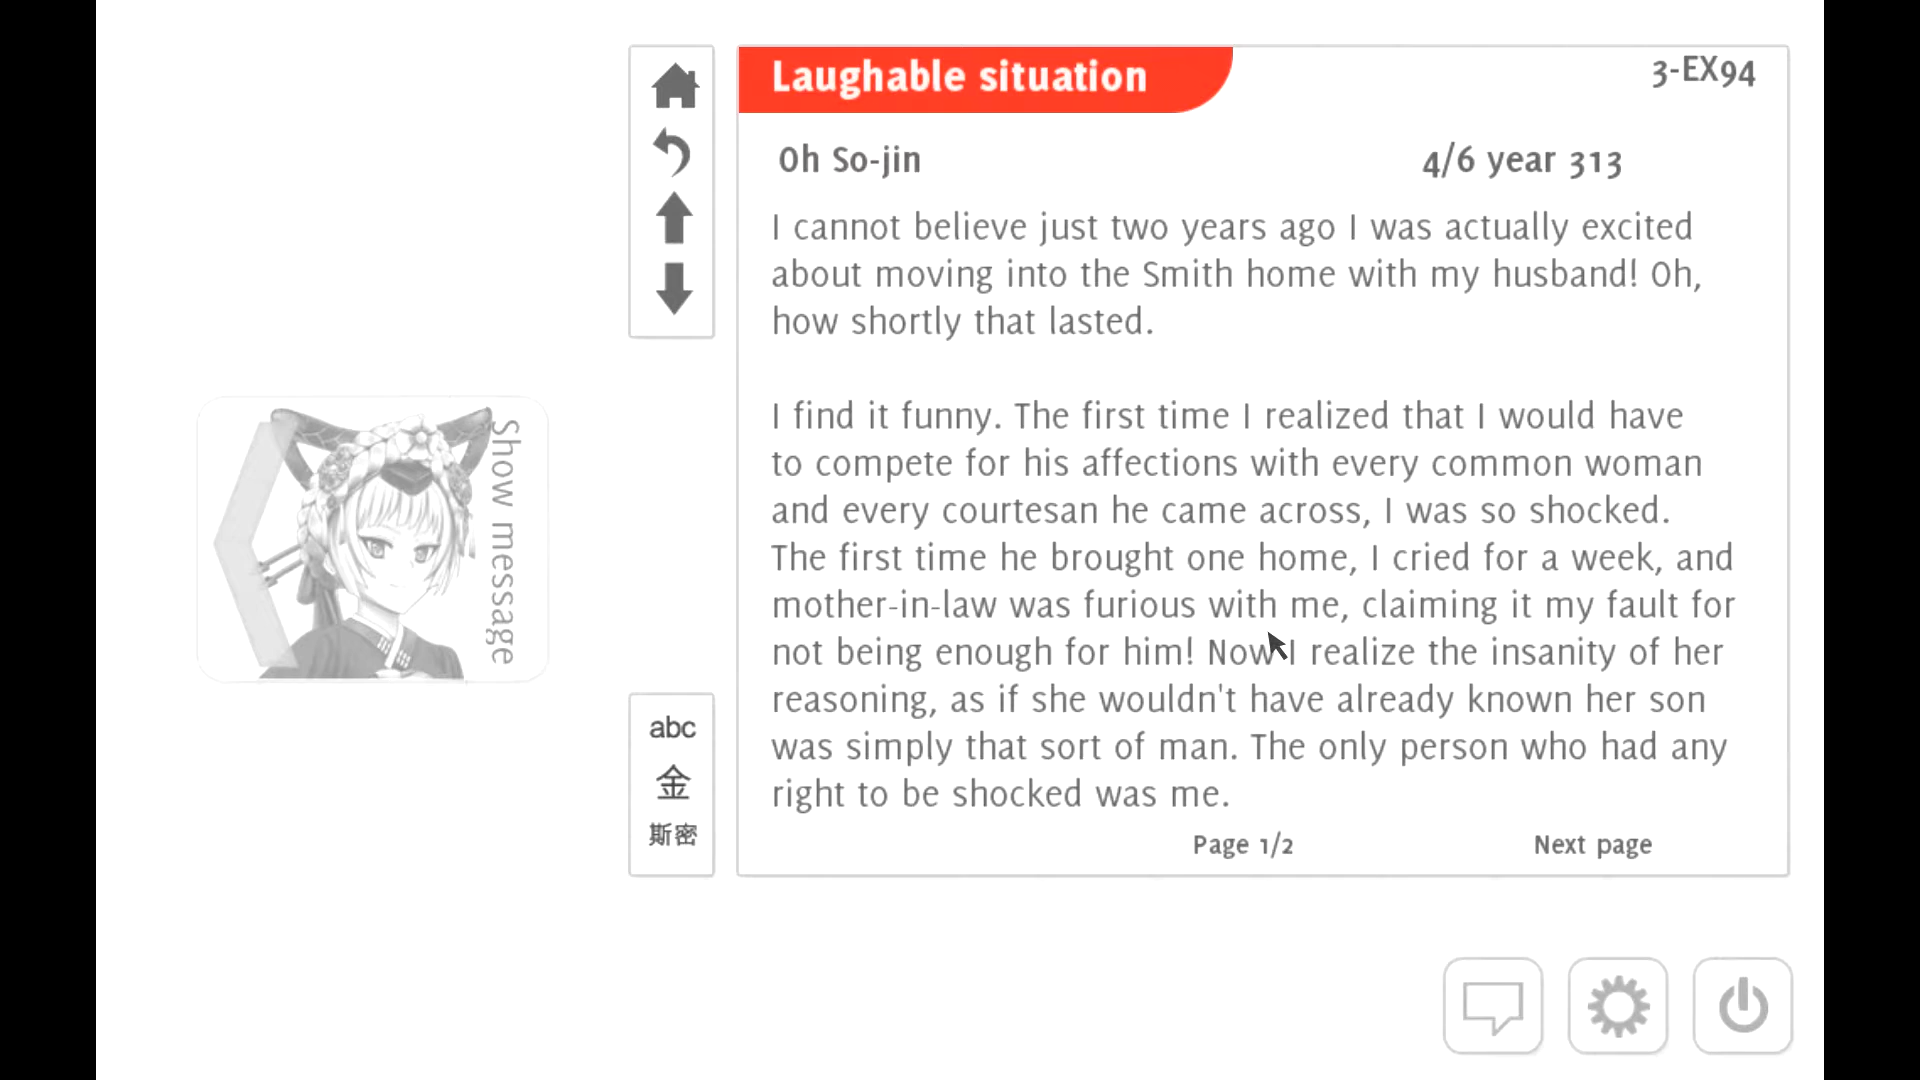 Laughable situation
3-EX94
Oh So-jin
4/6 year 313
I cannot believe just two years ago I was actually excited
about moving into the Smith home with my husband! Oh,
how shortly that lasted.
I find it funny. The first time I realized that I would have
to compete for his affections with every common woman
and every courtesan he came across, I was so shocked.
The first time he brought one home, I cried for a week, and
mother-in-law was furious with me, claiming it my fault for
not being enough for him! Now I realize the insanity of her
reasoning, as if she wouldn't have already known her son
was simply that sort of man. The only person who had any
right to be shocked was me.
Page 1/2
Next page
Show message
abc
金
斯密